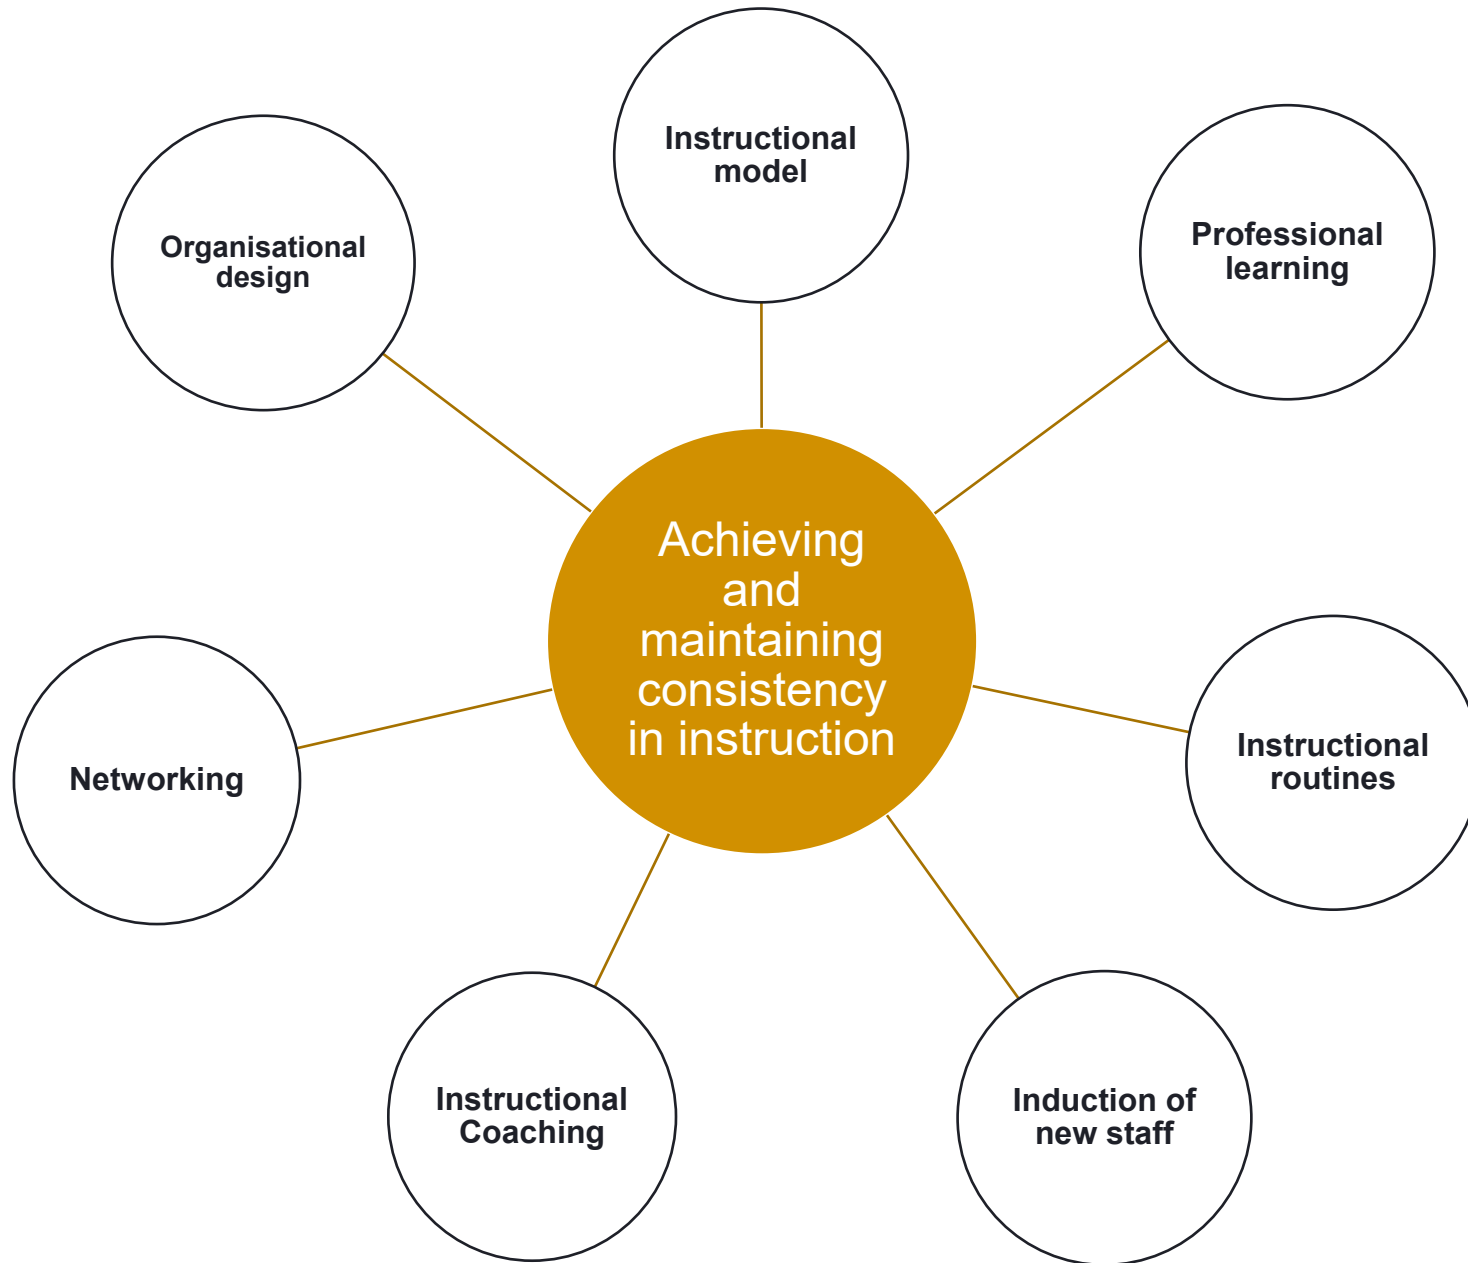 Instructional
model
Professional
learning
Organisational
design
Achieving
and
maintaining
consistency
in instruction
Instructional
routines
Networking
Instructional
Coaching
Induction of
new staff